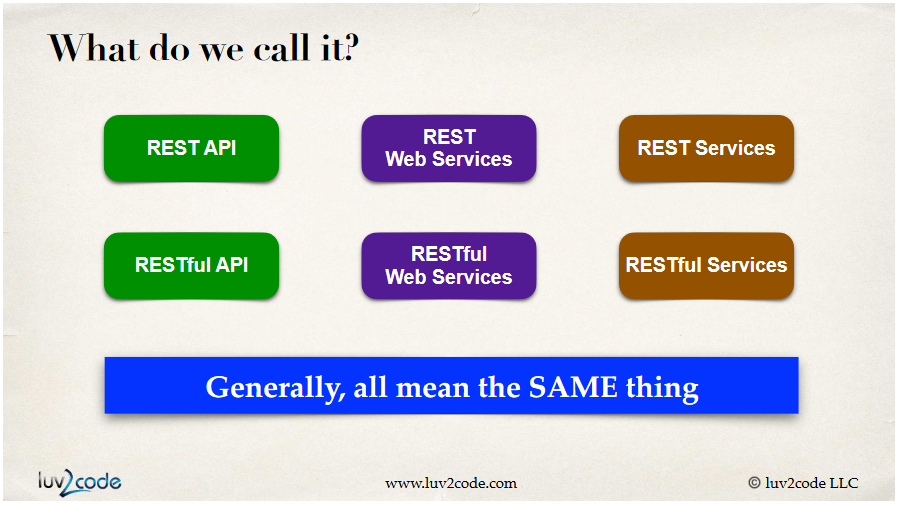 What do we call it?
REST API
REST
Web Services
REST Services
RESTful API
RESTful
Web Services
RESTful Services
Generally, all mean the SAME thing
luv2code
www.luv2code.com
© luv2code LLC